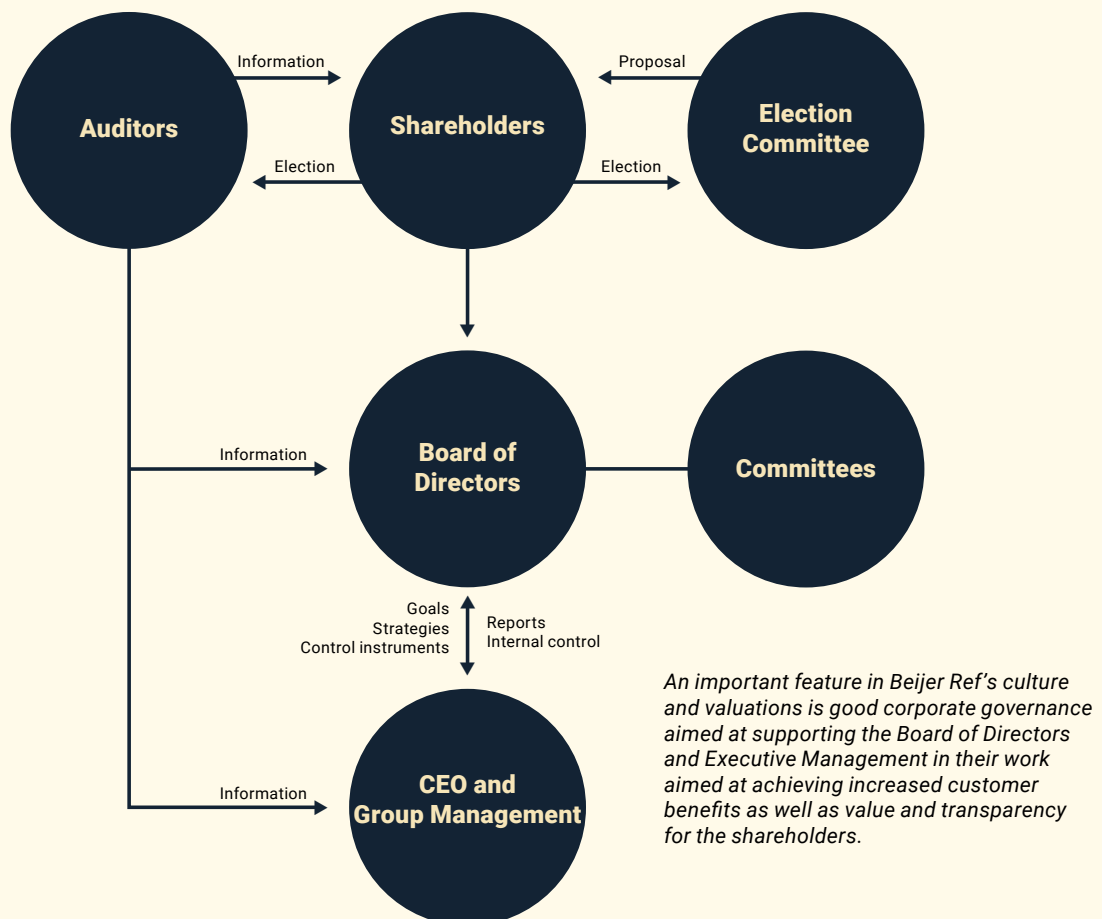 Information
Proposal
Auditors
Shareholders
Election
Committee
Election
Election
Information
Board of
Directors
Committees
Goals
Strategies
Control instruments
Reports
Internal control
Information
CEO and
Group Management
An important feature in Beijer Ref’s culture
and valuations is good corporate governance
aimed at supporting the Board of Directors
and Executive Management in their work
aimed at achieving increased customer
benefits as well as value and transparency
for the shareholders.